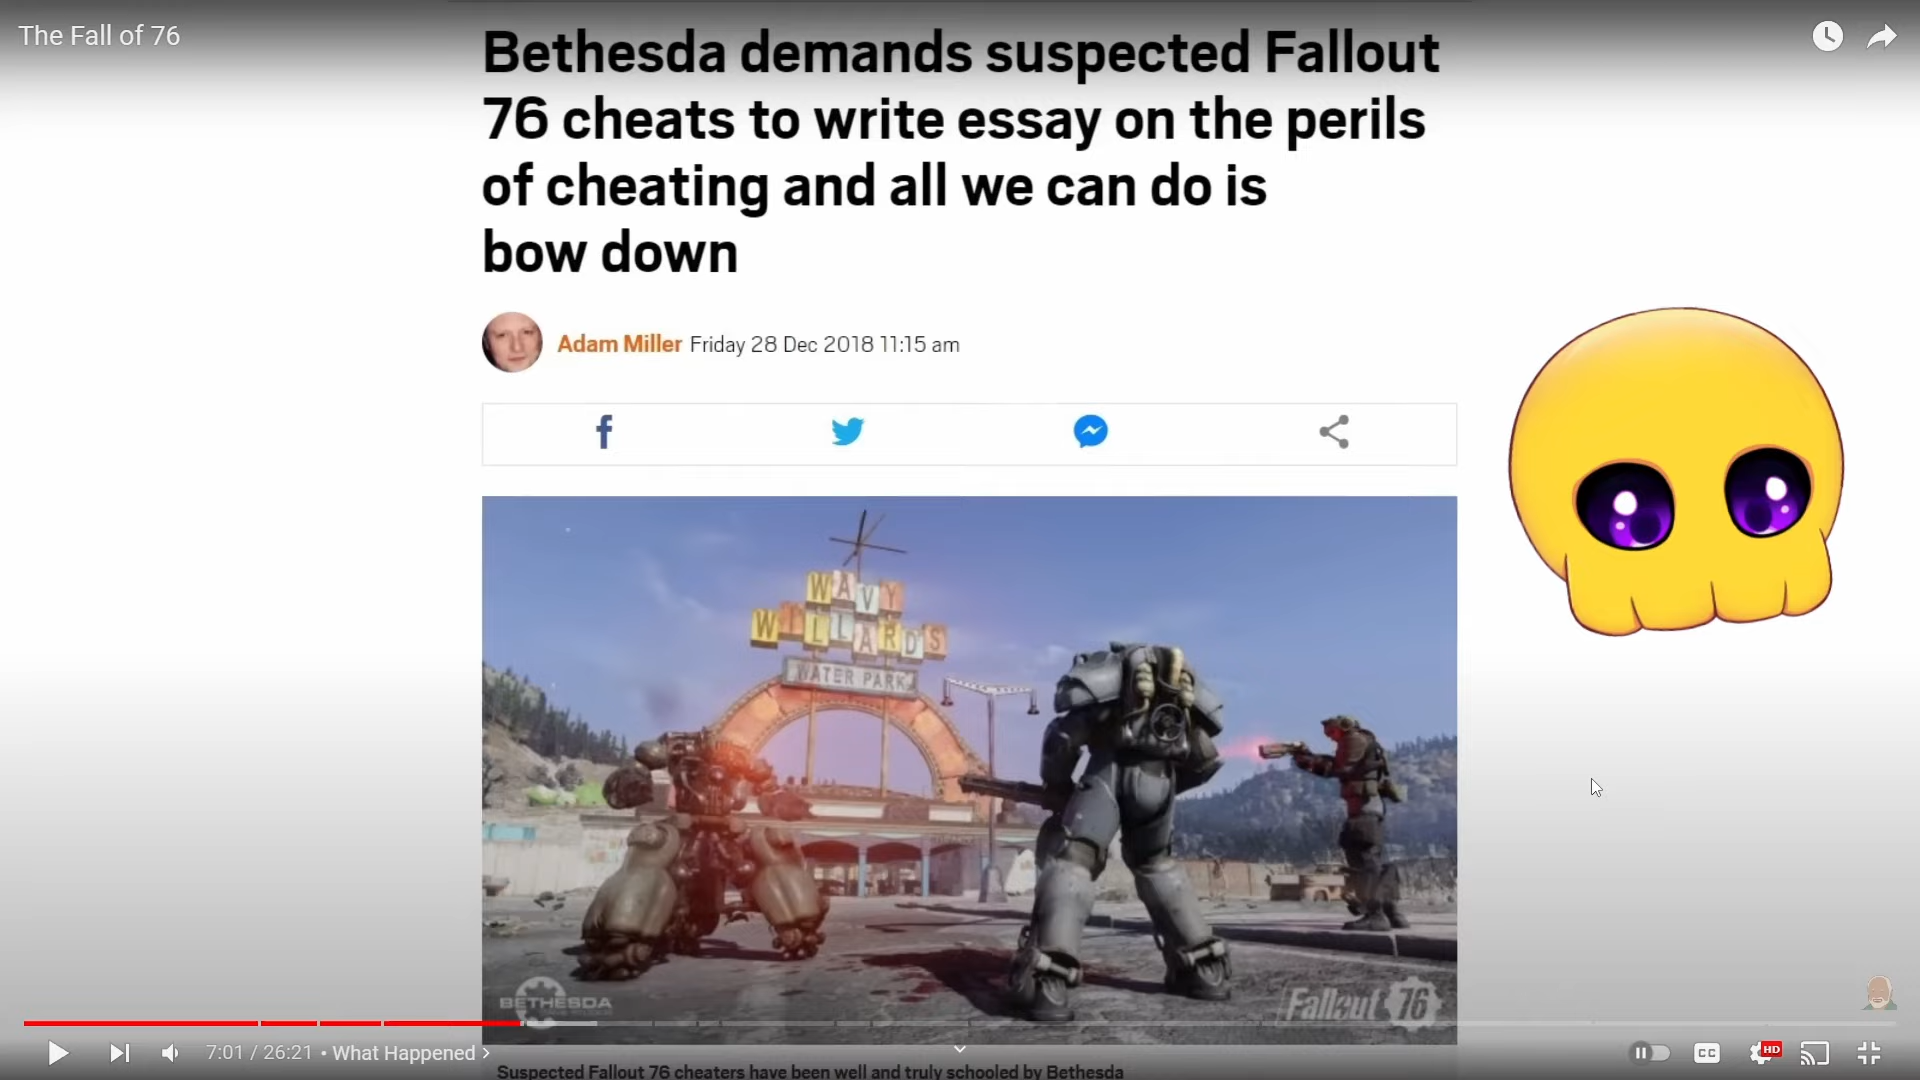 The Fall of 76
Bethesda demands suspected Fallout
76 cheats to write essay on the perils
of cheating and all we can do is
bow down
Adam Miller Friday 28 Dec 2018 11:15 am
WAVY
WILLARDS
WATER PARK
BETHESDA
Fallout 76
7:01 / 26:21 • What Happened
CC
HD
Suspected Fallout 76 cheaters have been well and truly schooled by Bethesda